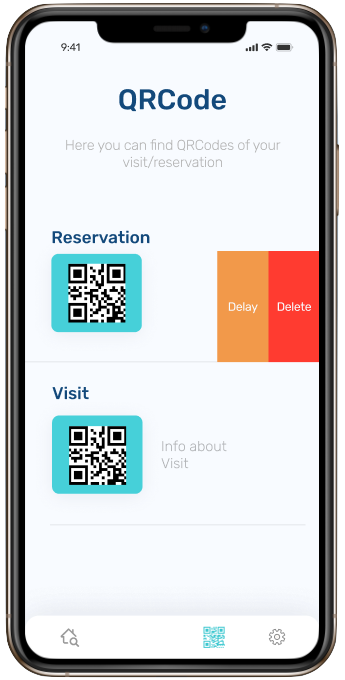 9:41
QRCode
Here you can find QRCodes of your
visit/reservation
Reservation
Delay Delete
Visit
Info about
Visit